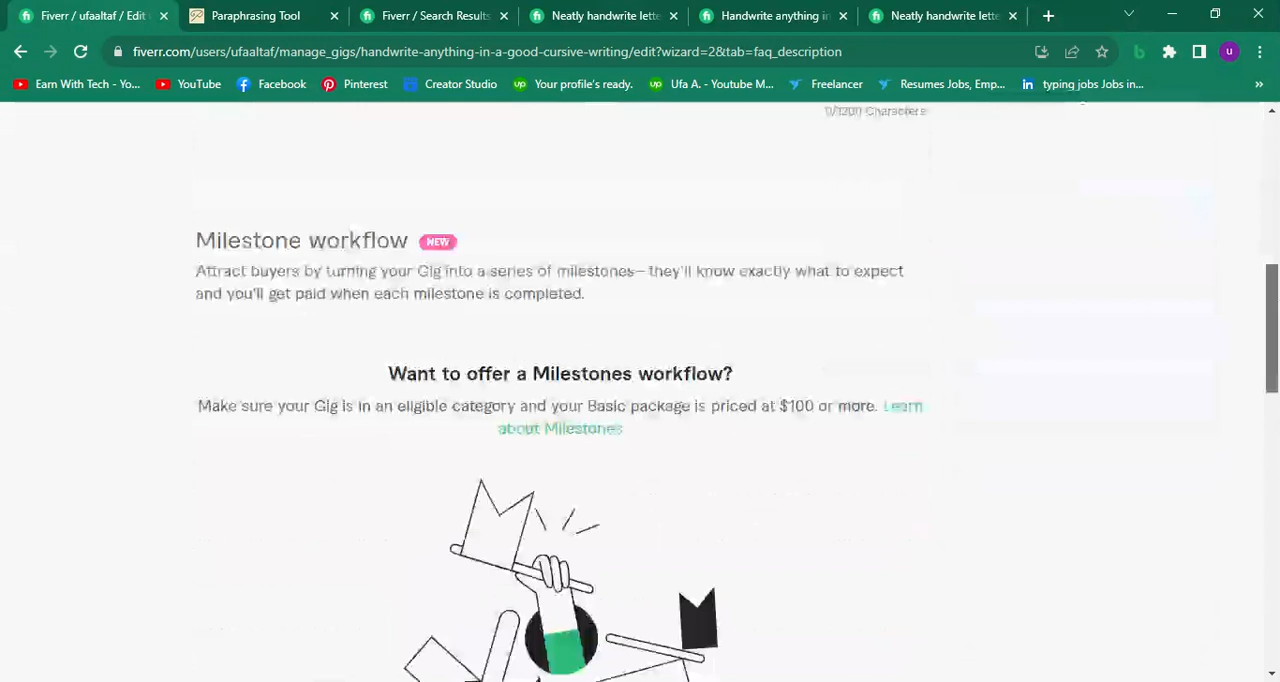 Fiverr / ufaaltaf / Edit
Paraphrasing Tool
Fiverr / Search Results
Neatly handwrite lette
Handwrite anything in
Neatly handwrite lette
fiverr.com/users/ufaaltaf/manage_gigs/handwrite-anything-in-a-good-cursive-writing/edit?wizard=2&tab=faq_description
b
u
Earn With Tech - Yo...
YouTube
Facebook
Pinterest
Creator Studio
Your profile's ready.
Ufa A. - Youtube M...
Freelancer
Resumes Jobs, Emp...
typing jobs Jobs in...
Characters
Milestone workflow NEW
Attract buyers by turning your Gig into a series of milestones—they'll know exactly what to expect
and you'll get paid when each milestone is completed.
Want to offer a Milestones workflow?
Make sure your Gig is in an eligible category and your Basic package is priced at $100 or more. Learn
about Milestones